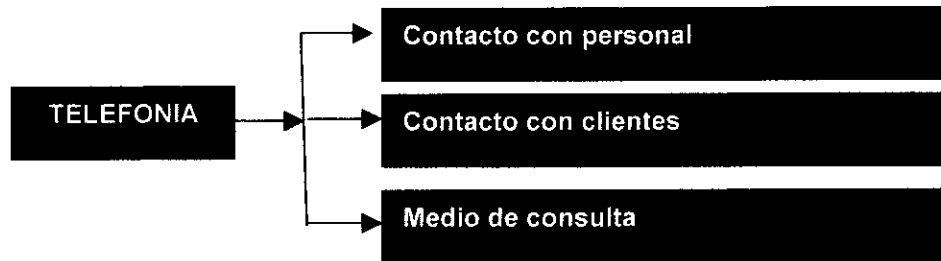 Contacto con personal
TELEFONIA
Contacto con clientes
Medio de consulta